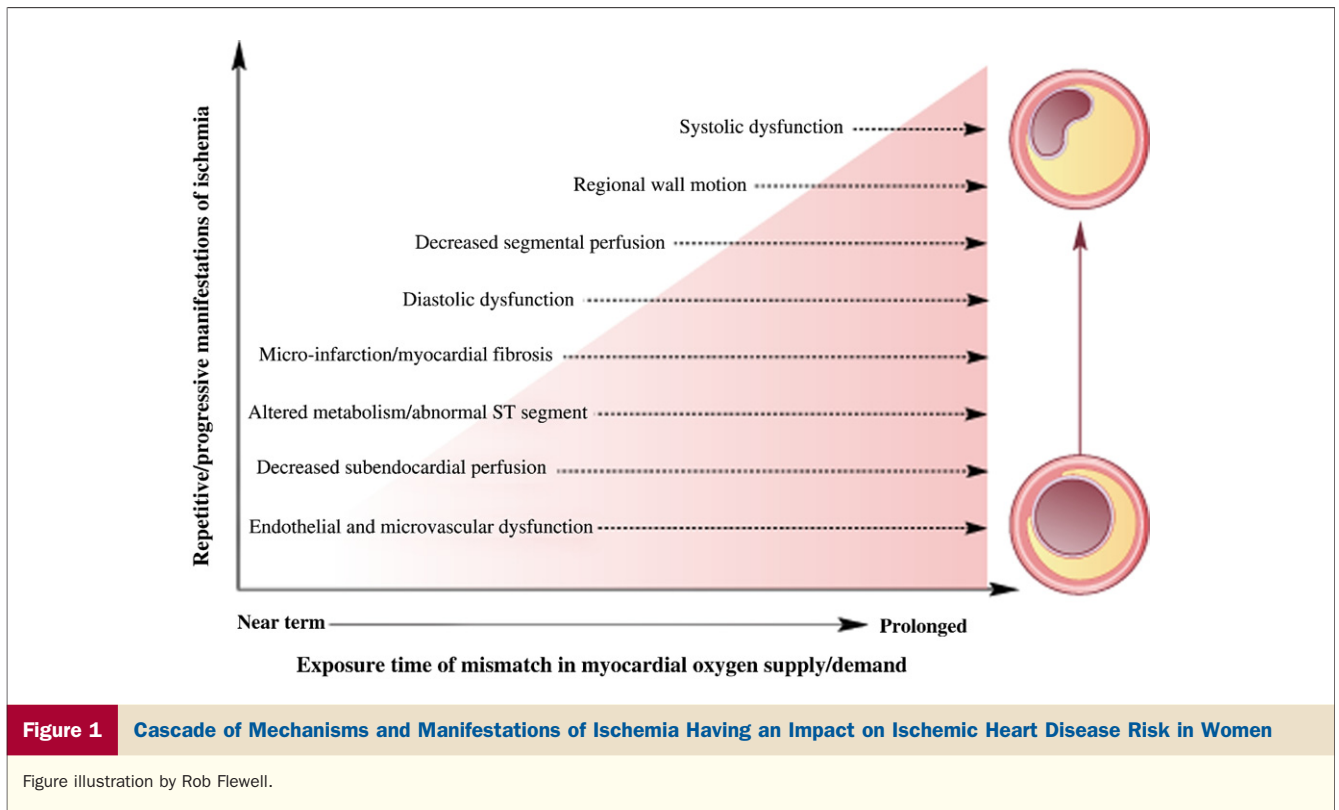 Repetitive/progressive manifestations of ischemia
Systolic dysfunction
Regional wall motion
Decreased segmental perfusion
Diastolic dysfunction
Micro-infarction/myocardial fibrosis
Altered metabolism/abnormal ST segment
Decreased subendocardial perfusion
Endothelial and microvascular dysfunction
Near term
Prolonged
Exposure time of mismatch in myocardial oxygen supply/demand
Figure 1 Cascade of Mechanisms and Manifestations of Ischemia Having an Impact on Ischemic Heart Disease Risk in Women
Figure illustration by Rob Flewell.